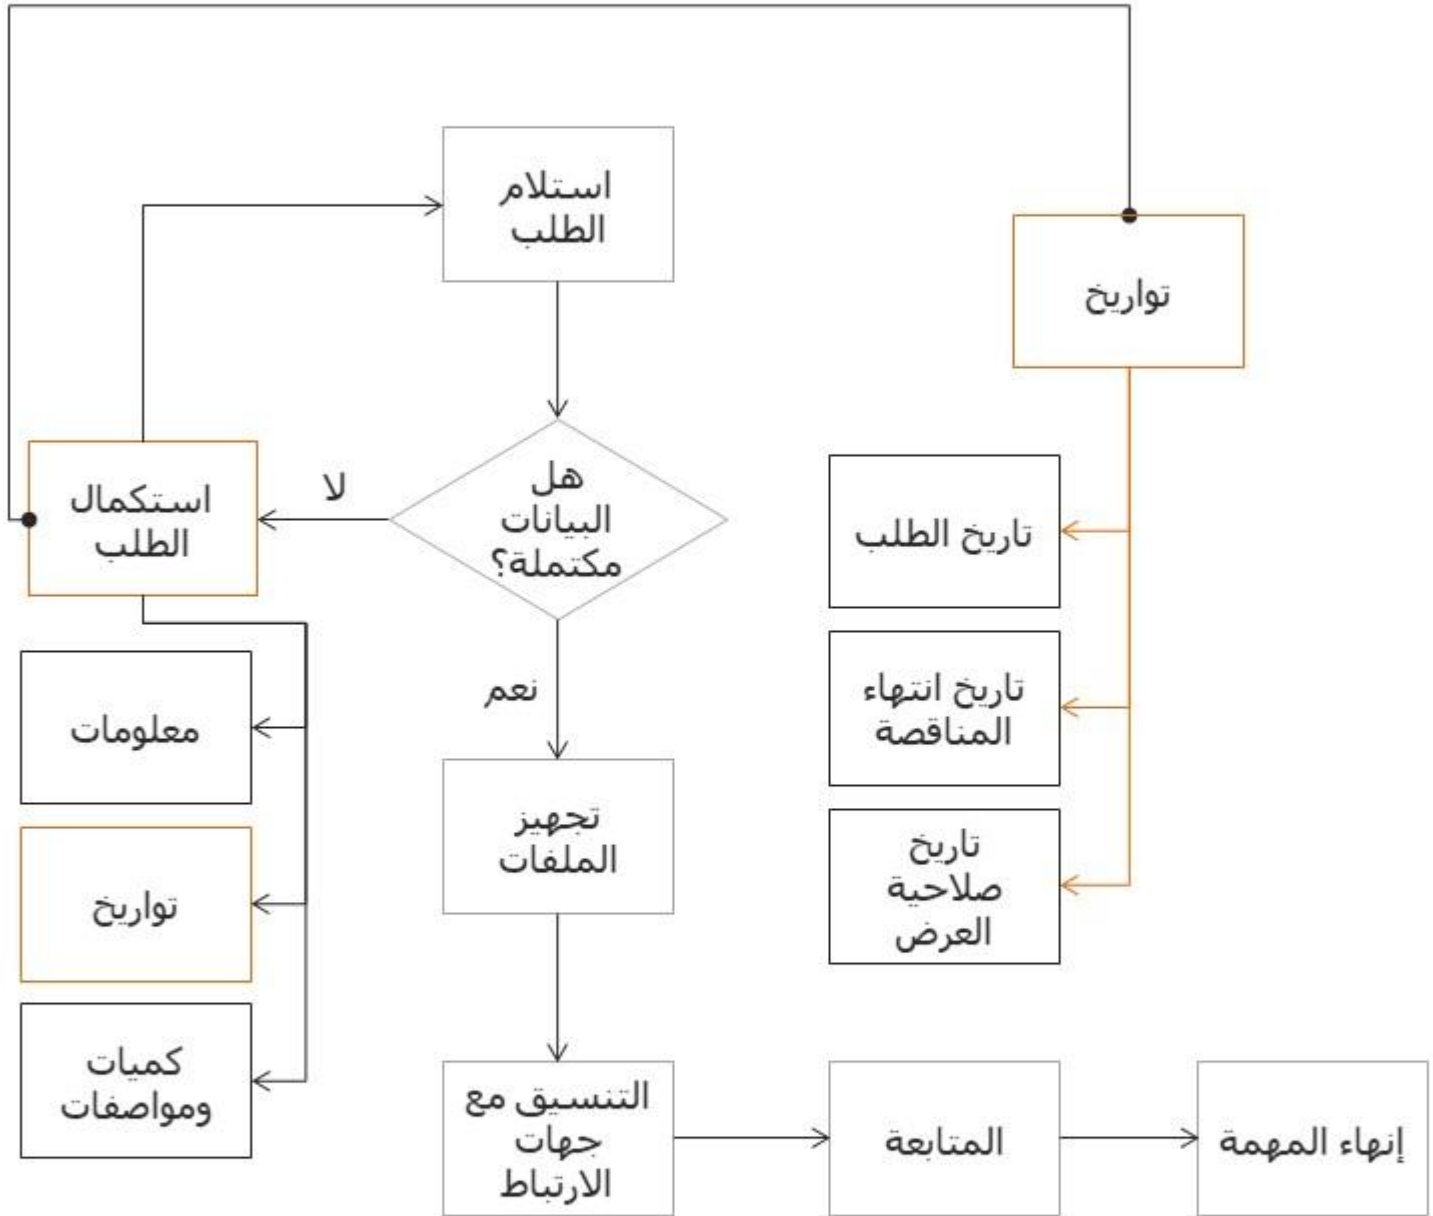 استلام
الطلب
تواريخ
هل
البيانات
مكتملة؟
لا
استكمال
الطلب
نعم
تاريخ الطلب
تاريخ انتهاء
المناقصة
تاريخ
صلاحية
العرض
معلومات
تواريخ
كميات
ومواصفات
تجهيز
الملفات
التنسيق مع
جهات
الارتباط
المتابعة
إنهاء المهمة